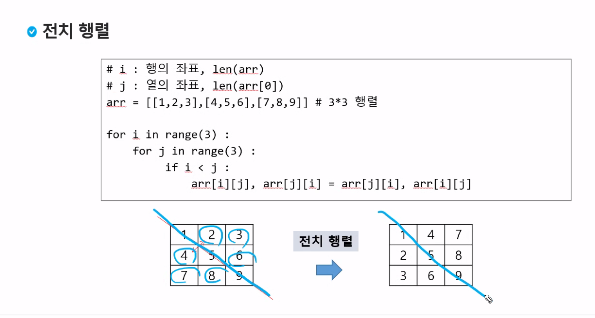 전치 행렬
# i : 행의 좌표, len(arr)
# j : 열의 좌표, len(arr[0])
arr = [[1,2,3],[4,5,6],[7,8,9]] # 3*3 행렬
for i in range(3) :
for j in range(3) :
if i < j :
arr[i][j], arr[j][i] = arr[j][i], arr[i][j]
1 2 3
4 5 6
7 8 9
전치 행렬
1 4 7
2 5 8
3 6 9